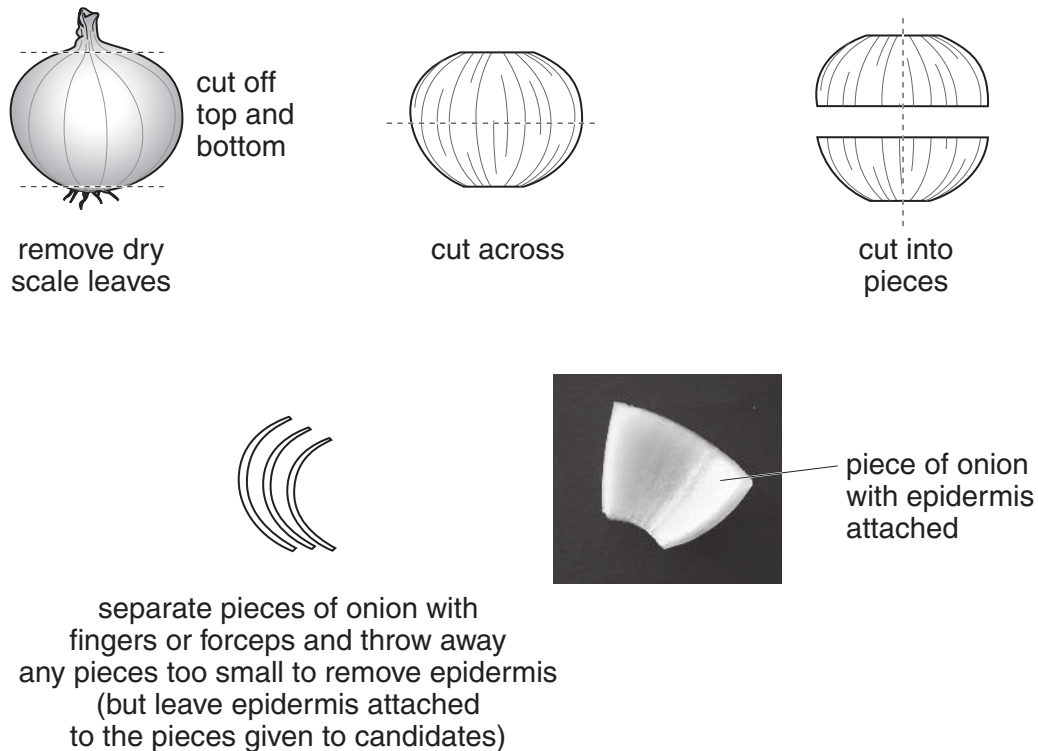 cut off
top and
bottom
remove dry
scale leaves
cut across
cut into
pieces
piece of onion
with epidermis
attached
separate pieces of onion with
fingers or forceps and throw away
any pieces too small to remove epidermis
(but leave epidermis attached
to the pieces given to candidates)